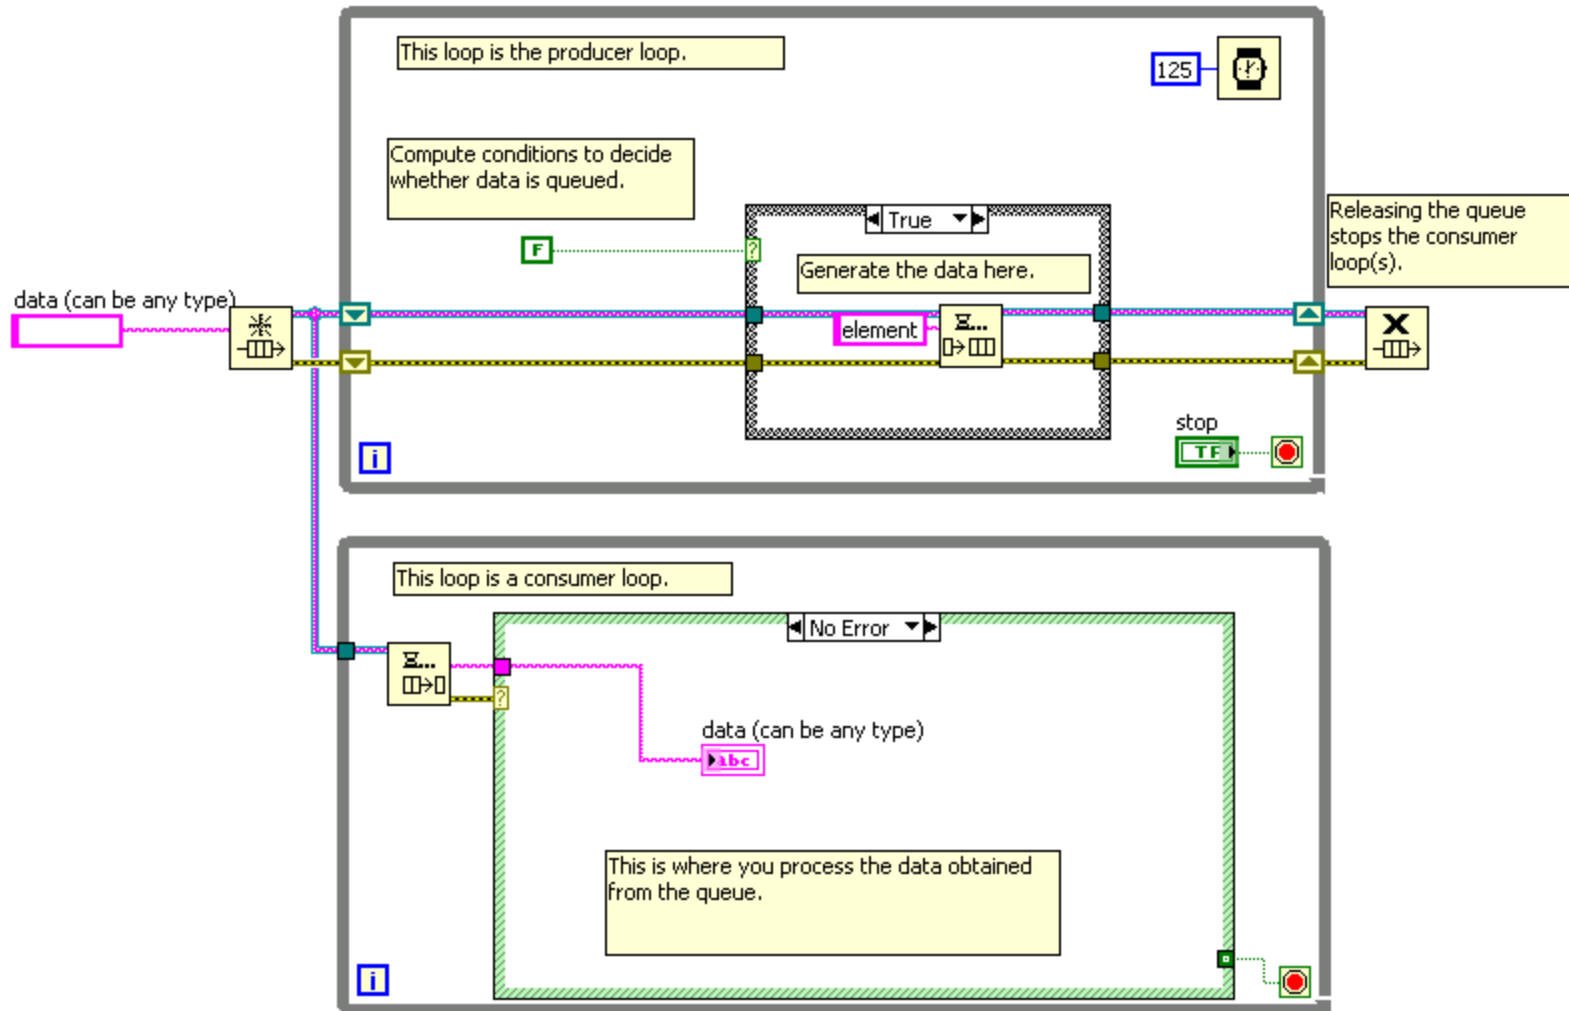 This loop is the producer loop.
125
Compute conditions to decide
whether data is queued.
True
Releasing the queue
stops the consumer
loop(s).
F
?
Generate the data here.
data (can be any type)
element
stop
TF
i
This loop is a consumer loop.
No Error
?
data (can be any type)
abc
This is where you process the data obtained
from the queue.
i